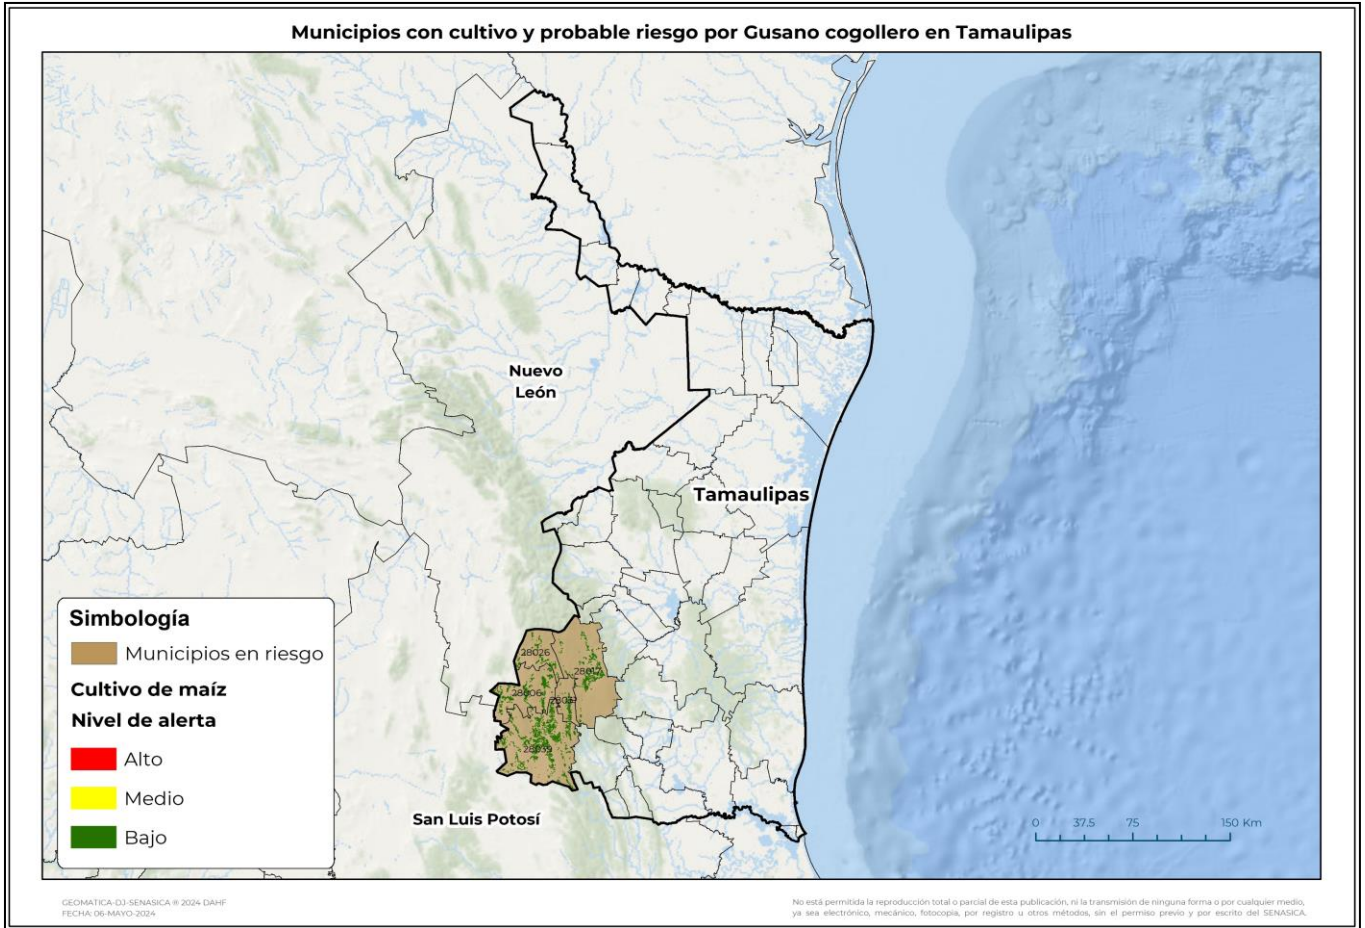 Municipios con cultivo y probable riesgo por Gusano cogollero en Tamaulipas
Nuevo
León
Tamaulipas
28026
28017
28006
28039
San Luis Potosí
Simbología
Municipios en riesgo
Cultivo de maíz
Nivel de alerta
Alto
Medio
Bajo
0 37.5 75 150 Km
GEOMATICA-DJ-SENASICA ® 2024 DAHF
FECHA: 06-MAYO-2024
No está permitida la reproducción total o parcial de esta publicación, ni la transmisión de ninguna forma o por cualquier medio,
ya sea electrónico, mecánico, fotocopia, por registro u otros métodos, sin el permiso previo y por escrito del SENASICA.